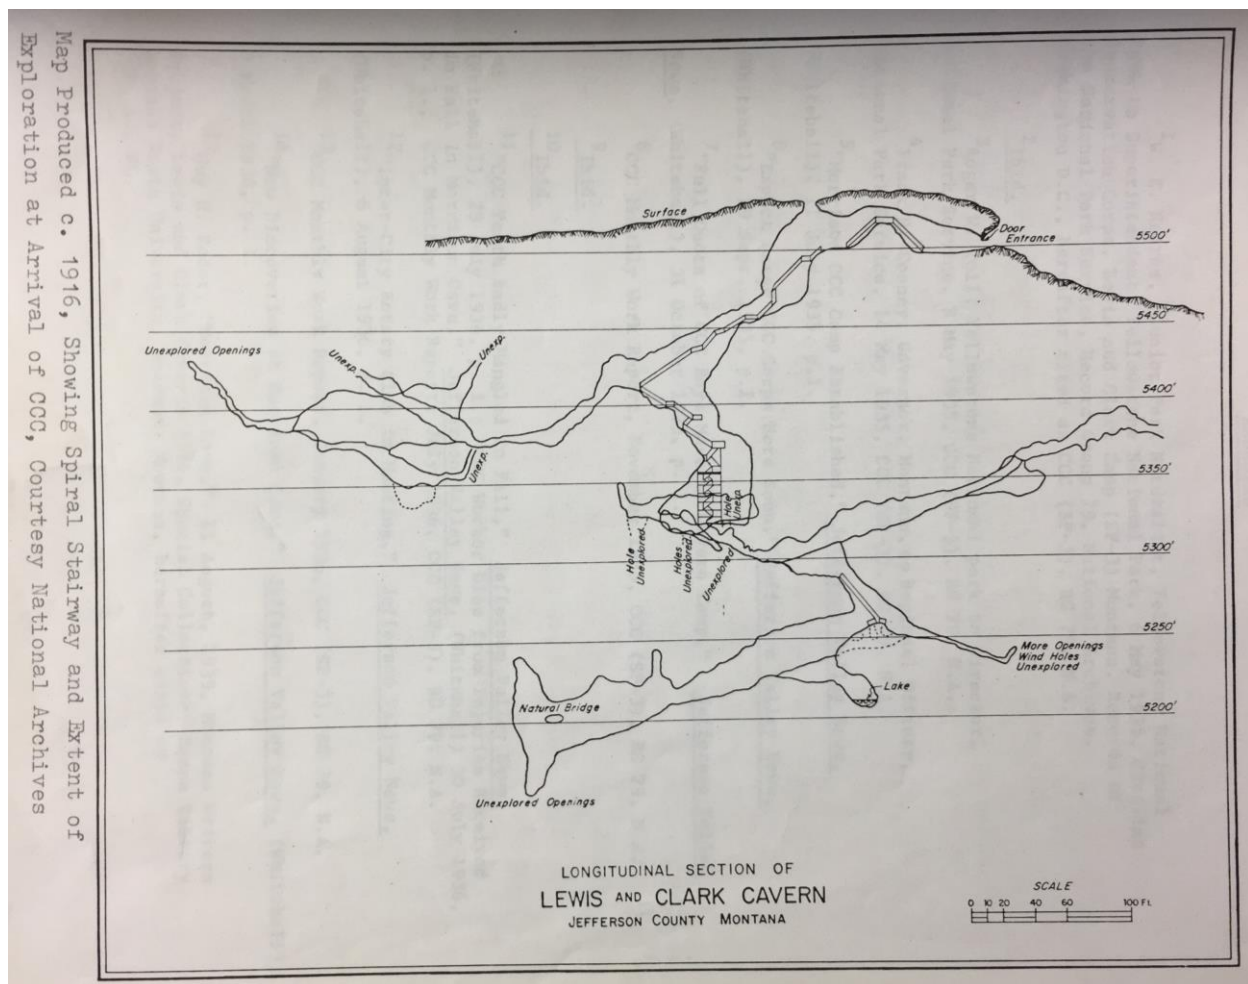 Map Produced c. 1916, Showing Spiral Stairway and Extent of
Exploration at Arrival of CCC, Courtesy National Archives
Surface
Door
Entrance
5500'
5450'
Unexplored Openings
Unexp.
Unexp.
5400'
Unexp.
5350'
Hole
Unexp.
Hole
Unexplored
Holes
Unexplored
Unexplored
5300'
5250'
More Openings
Wind Holes
Unexplored
Lake
Natural Bridge
5200'
Unexplored Openings
LONGITUDINAL SECTION OF
LEWIS AND CLARK CAVERN
JEFFERSON COUNTY MONTANA
SCALE
0 10 20 40 60 100 FT.